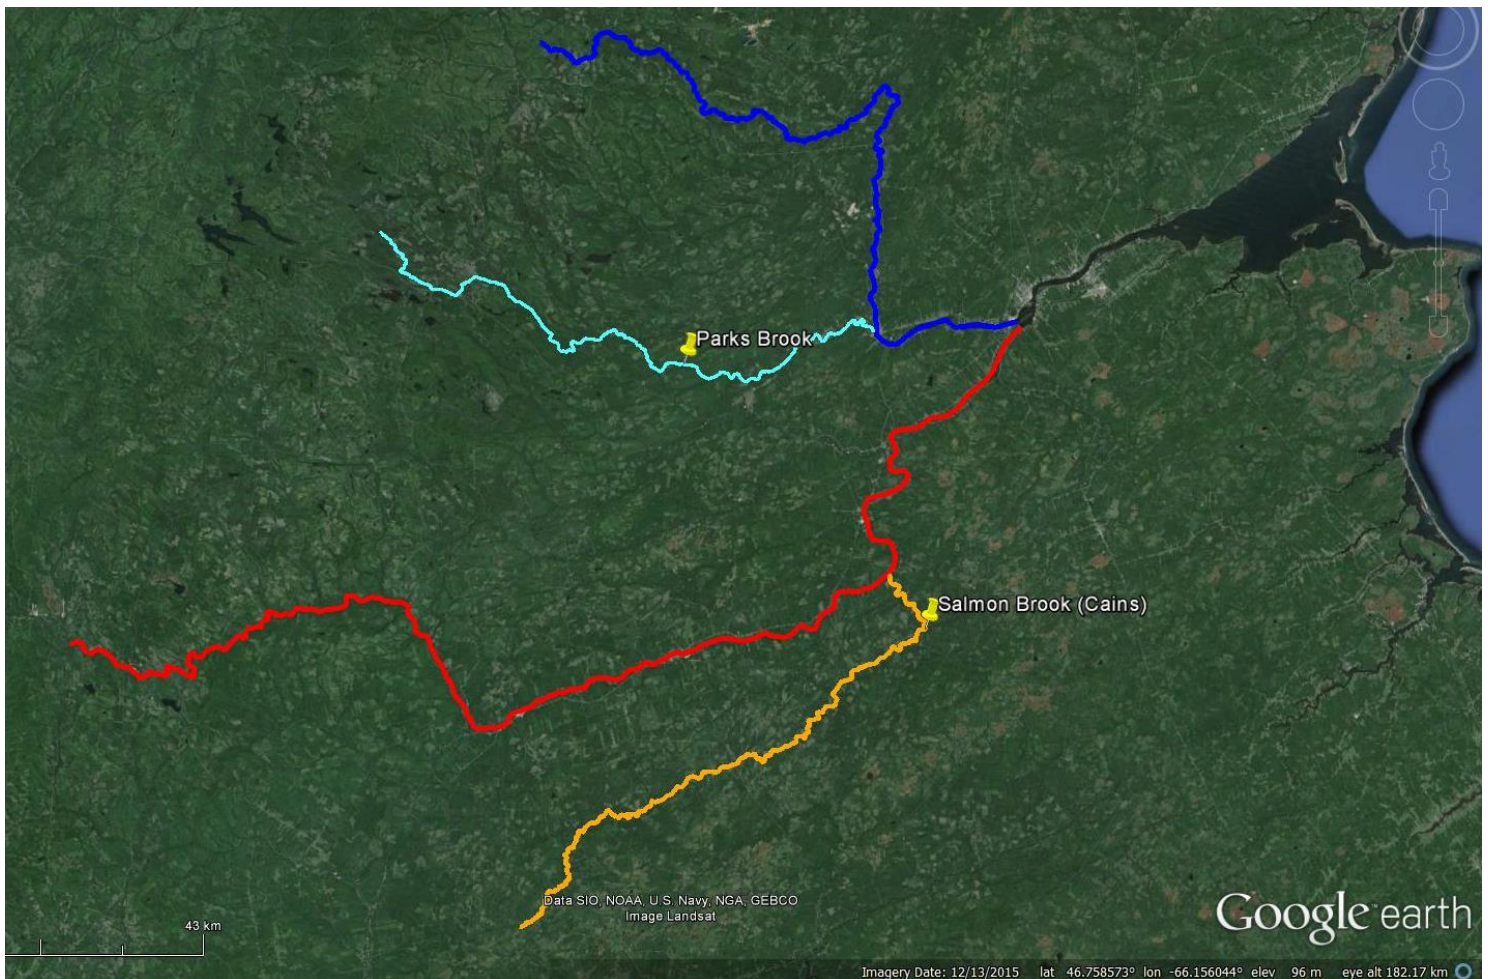 Parks Brook
Salmon Brook (Cains)
Data SIO, NOAA, U.S. Navy, NGA, GEBCO
Image Landsat
Google earth
43 km
Imagery Date: 12/13/2015 lat 46.758573° lon -66.156044° elev 96 m eye alt 182.17 km